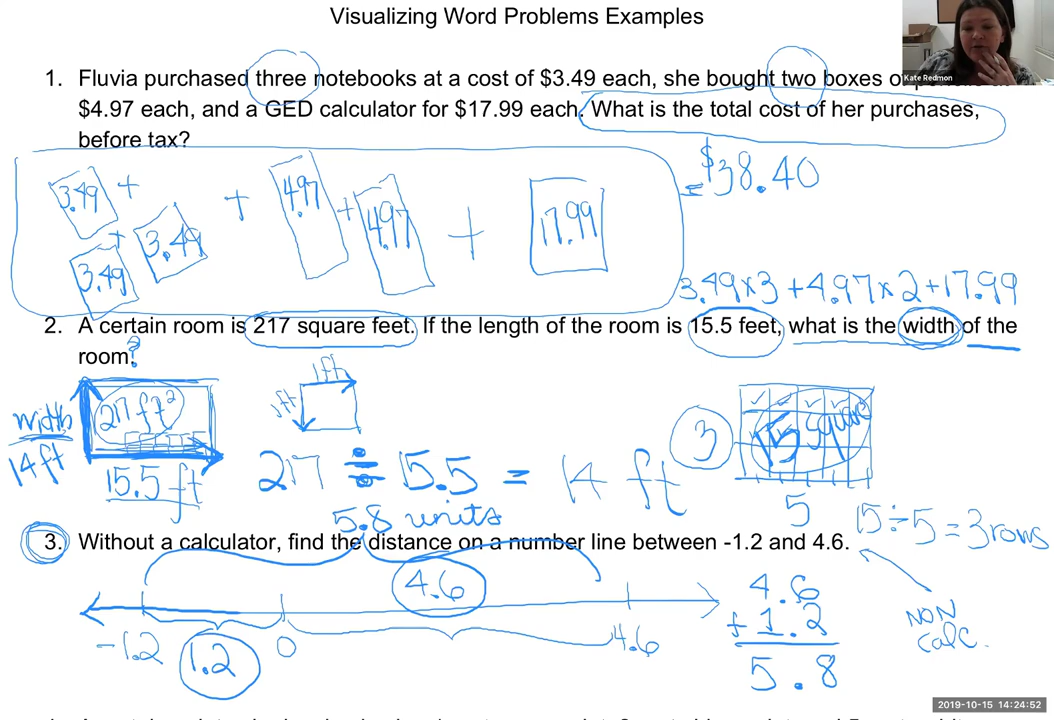 Visualizing Word Problems Examples
Kate Redmon
1. Fluvia purchased three notebooks at a cost of $3.49 each, she bought two boxes
$4.97 each, and a GED calculator for $17.99 each. What is the total cost of her purchases,
before tax?
= $38.40
3.49 + 3.49 + 3.49 + 4.97 + 4.97 + 17.99
3.49 x 3 + 4.97 x 2 + 17.99
2. A certain room is 217 square feet. If the length of the room is 15.5 feet, what is the width of the
room?
width
14 ft
217 ft²
15.5 ft
1ft
1ft
217 ÷ 15.5 = 14 ft
3
15 square
5
15 ÷ 5 = 3 rows
5.8 units
3. Without a calculator, find the distance on a number line between -1.2 and 4.6.
4.6
-1.2
1.2
0
4.6
4.6
+ 1.2
5.8
NON
calc.
2019-10-15 14:24:52